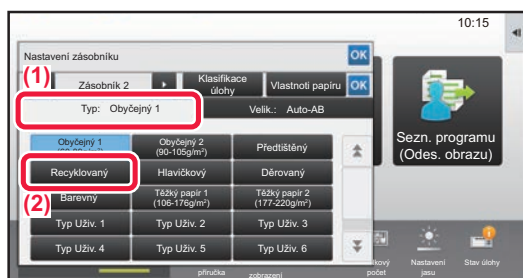 10:15
Nastavení zásobníku
OK
(1)
Zásobník 2
Klasifikace
úlohy
Vlastnoti papíru
OK
Typ: Obyčejný 1
Velik.: Auto-AB
Obyčejný 1
Obyčejný 2
(90-105g/m²)
Předtištěný
Recyklovaný
Hlavičkový
Děrovaný
(2)
Barevný
Těžký papír 1
(106-176g/m²)
Těžký papír 2
(177-220g/m²)
Typ Uživ. 1
Typ Uživ. 2
Typ Uživ. 3
Typ Uživ. 4
Typ Uživ. 5
Typ Uživ. 6
Sezn. programu
(Odes. obrazu)
příručka
zobrazení
počet
Nastavení
jasu
Stav úlohy